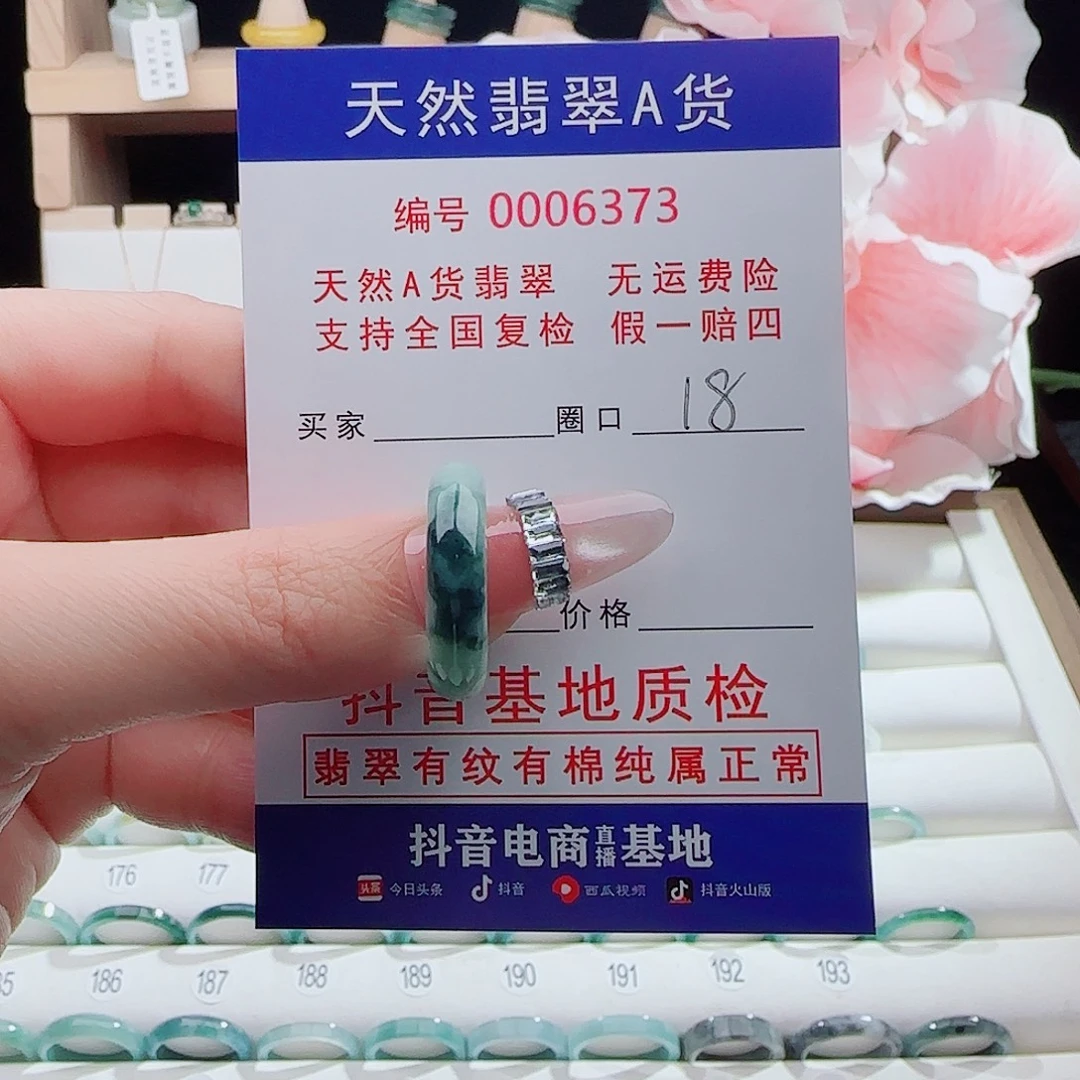 天然翡翠A货
编号 0006373
天然A货翡翠 无运费险
支持全国复检 假一赔四
买家 圈口 18
价格
抖音基地质检
翡翠有纹有棉纯属正常
抖音电商直播基地
头条 今日头条 抖音 西瓜视频 抖音火山版
176 177
186 187 188 189 190 191 192 193